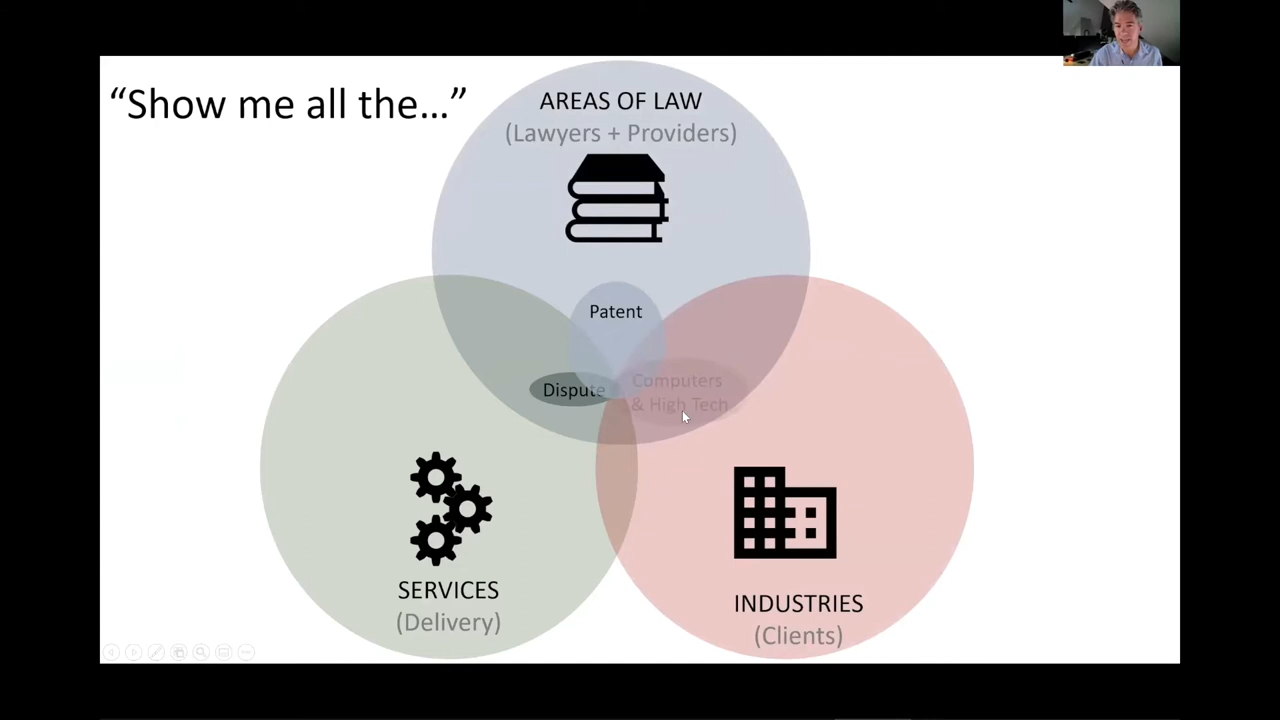 “Show me all the...”
AREAS OF LAW
(Lawyers + Providers)
Patent
Dispute
Computers
& High Tech
SERVICES
(Delivery)
INDUSTRIES
(Clients)